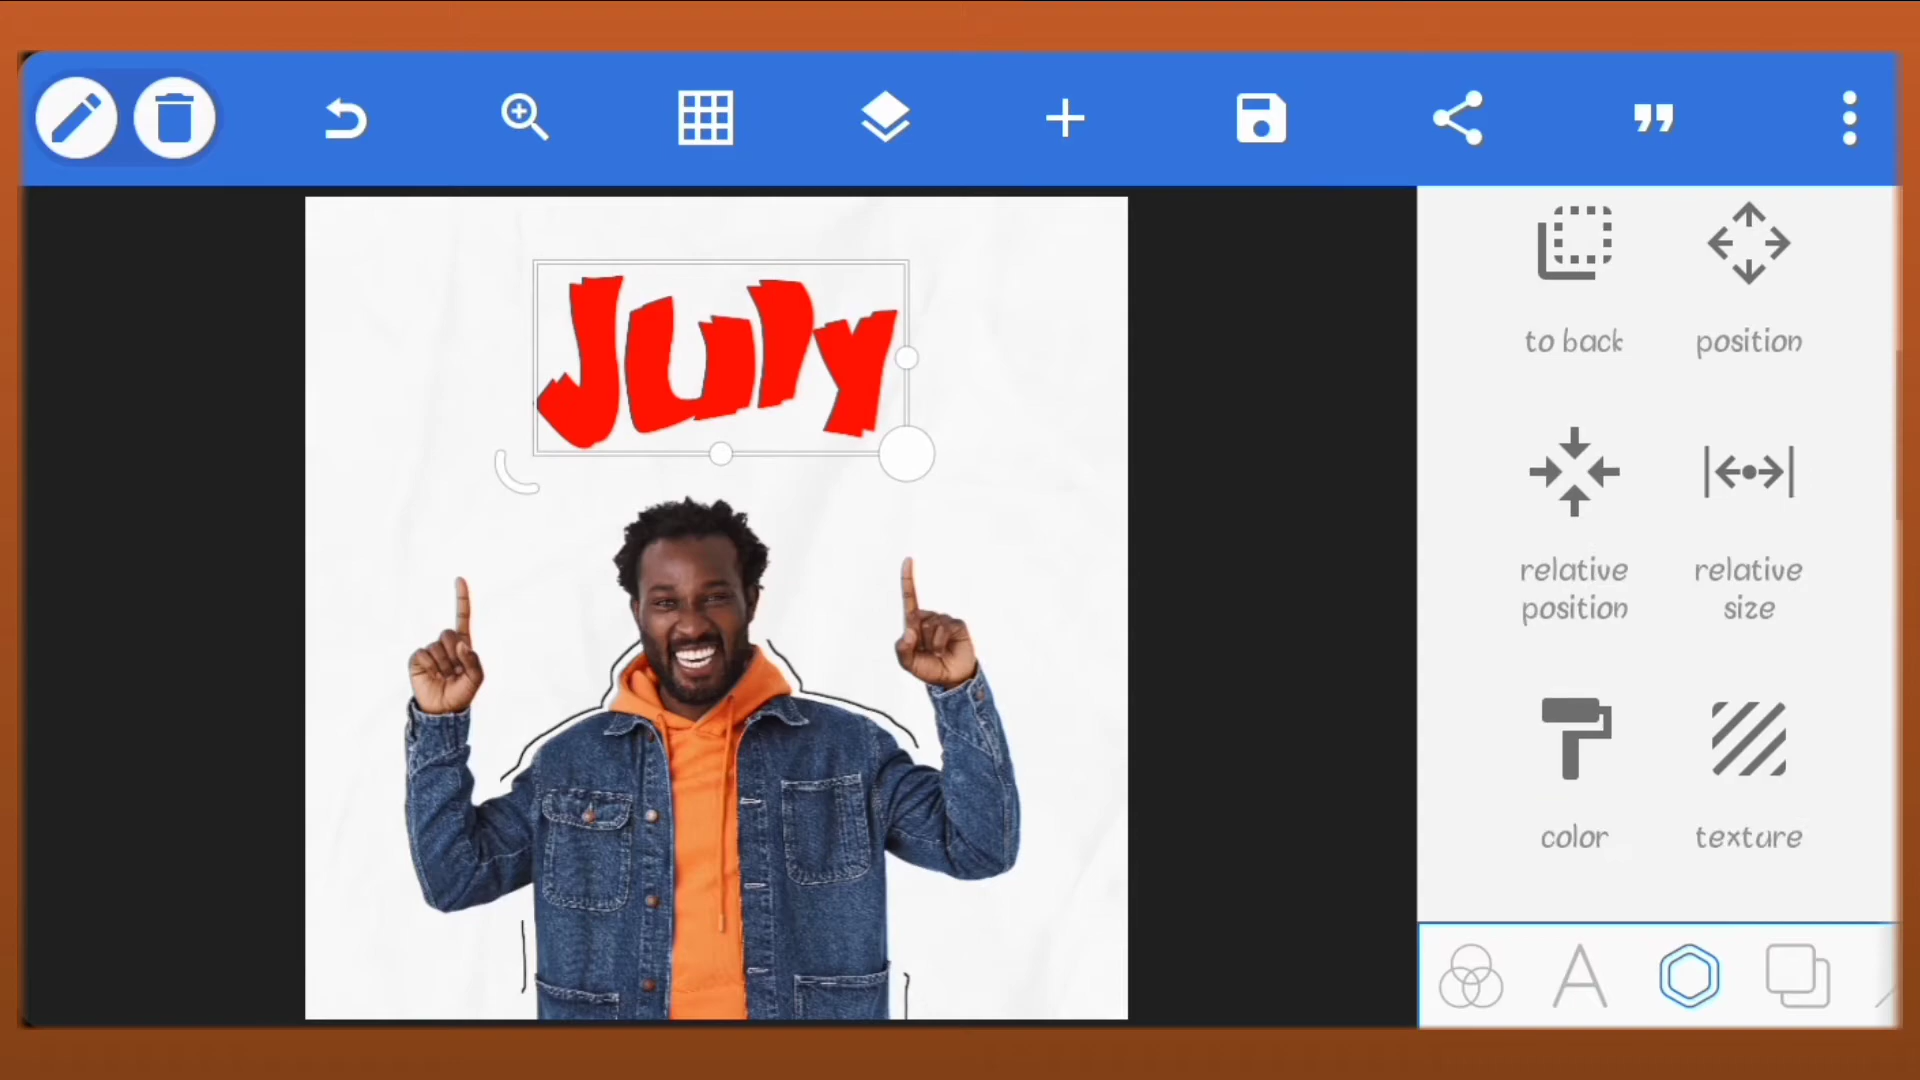 July
to back
position
relative
position
relative
size
color
texture